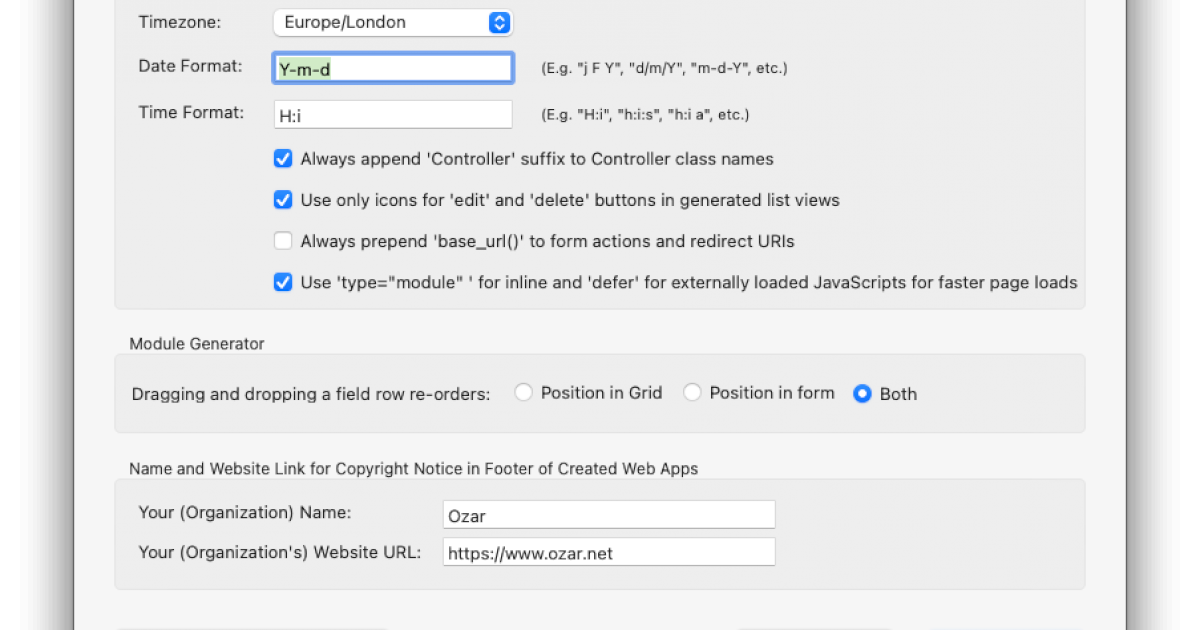 Timezone: Europe/London
Date Format: Y-m-d (E.g. "j F Y", "d/m/Y", "m-d-Y", etc.)
Time Format: H:i (E.g. "H:i", "h:i:s", "h:i a", etc.)
Always append 'Controller' suffix to Controller class names
Use only icons for 'edit' and 'delete' buttons in generated list views
Always prepend 'base_url()' to form actions and redirect URIs
Use 'type="module" ' for inline and 'defer' for externally loaded JavaScripts for faster page loads
Module Generator
Dragging and dropping a field row re-orders: Position in Grid Position in form Both
Name and Website Link for Copyright Notice in Footer of Created Web Apps
Your (Organization) Name: Ozar
Your (Organization's) Website URL: https://www.ozar.net